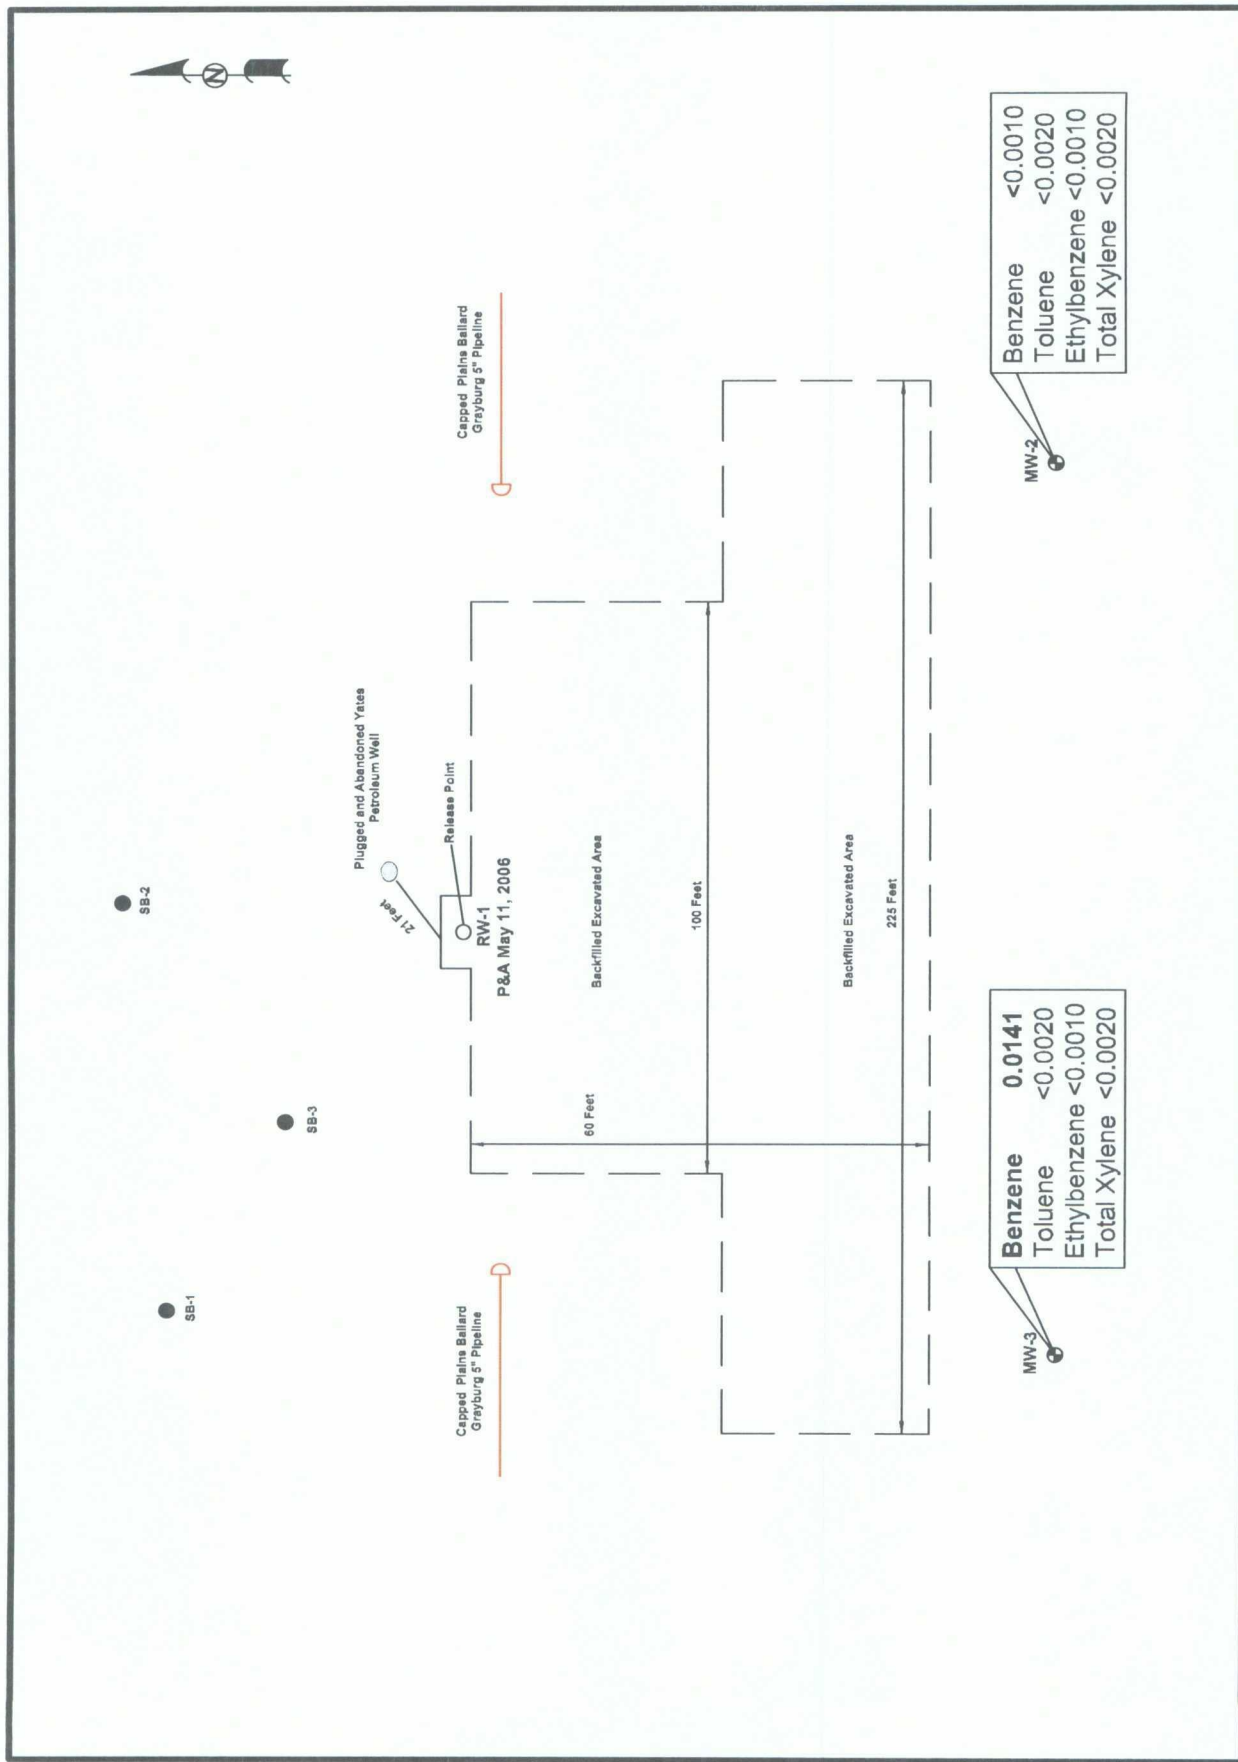 N
SB-2
SB-1
SB-3
Plugged and Abandoned Yates
Petroleum Well
21 Feet
Release Point
RW-1
P&A May 11, 2006
Capped Plains Ballard
Grayburg 5" Pipeline
Capped Plains Ballard
Grayburg 5" Pipeline
Backfilled Excavated Area
60 Feet
100 Feet
Backfilled Excavated Area
225 Feet
MW-3
Benzene 0.0141
Toluene <0.0020
Ethylbenzene <0.0010
Total Xylene <0.0020
MW-2
Benzene <0.0010
Toluene <0.0020
Ethylbenzene <0.0010
Total Xylene <0.0020